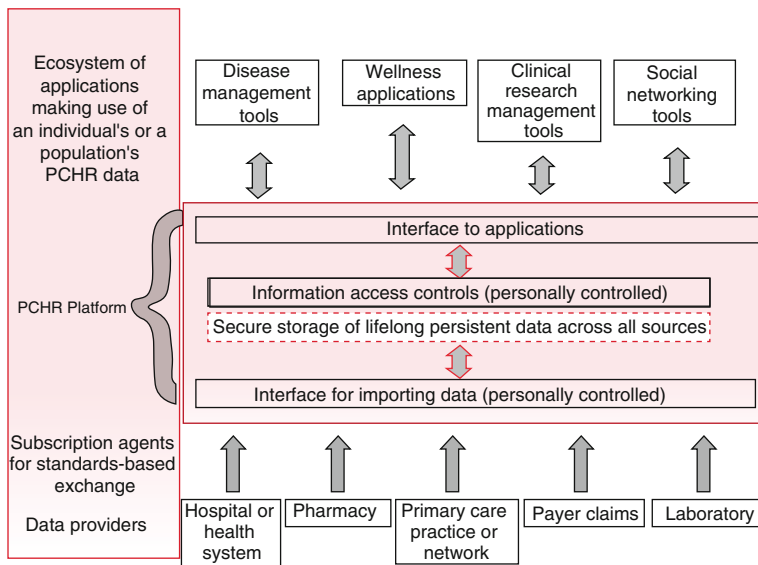 Ecosystem of
applications
making use of
an individual's or a
population's
PCHR data
Disease
management
tools
Wellness
applications
Clinical
research
management
tools
Social
networking
tools
PCHR Platform
Interface to applications
Information access controls (personally controlled)
Secure storage of lifelong persistent data across all sources
Interface for importing data (personally controlled)
Subscription agents
for standards-based
exchange
Data providers
Hospital or
health
system
Pharmacy
Primary care
practice or
network
Payer claims
Laboratory